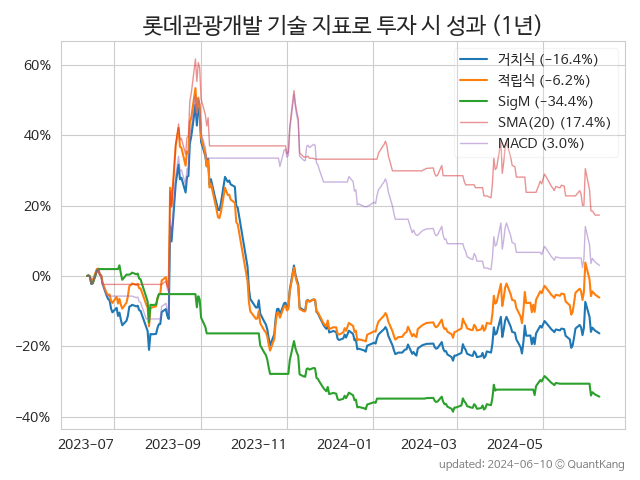 롯데관광개발 기술 지표로 투자 시 성과 (1년)
거치식 (−16.4%)
적립식 (−6.2%)
SigM (−34.4%)
SMA(20) (17.4%)
MACD (3.0%)
60%
40%
20%
0%
−20%
−40%
2023-07 2023-09 2023-11 2024-01 2024-03 2024-05
updated: 2024-06-10 © QuantKang